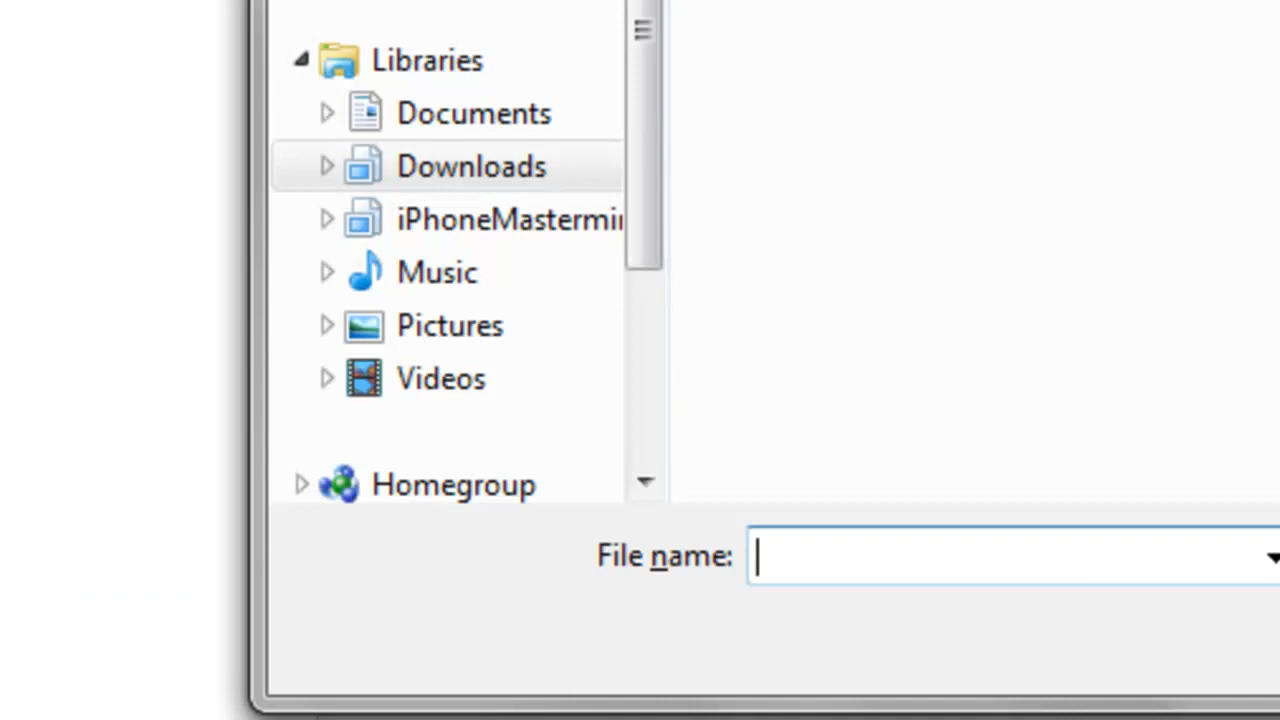 Libraries
Documents
Downloads
iPhoneMastermi
Music
Pictures
Videos
Homegroup
File name: